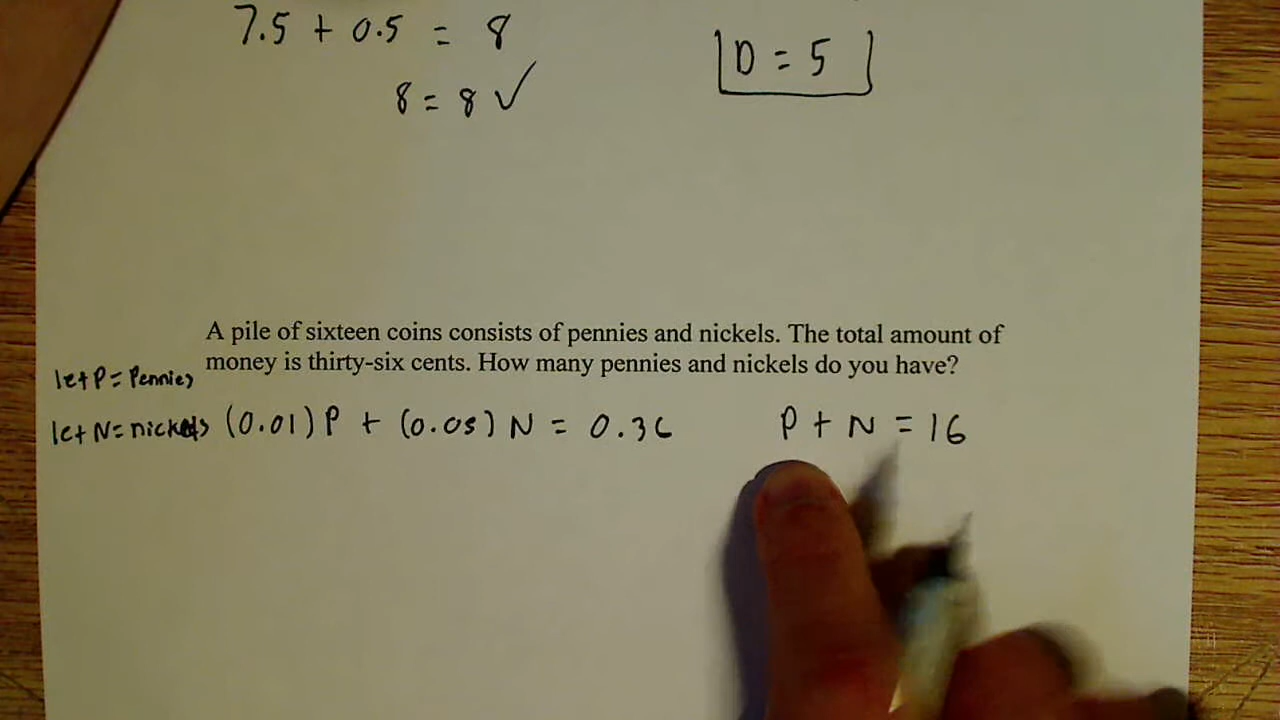 7.5 + 0.5 = 8
8 = 8 ✓
D = 5
A pile of sixteen coins consists of pennies and nickels. The total amount of
money is thirty-six cents. How many pennies and nickels do you have?
let P = Pennies
let N = nickels (0.01) P + (0.05) N = 0.36 P + N = 16